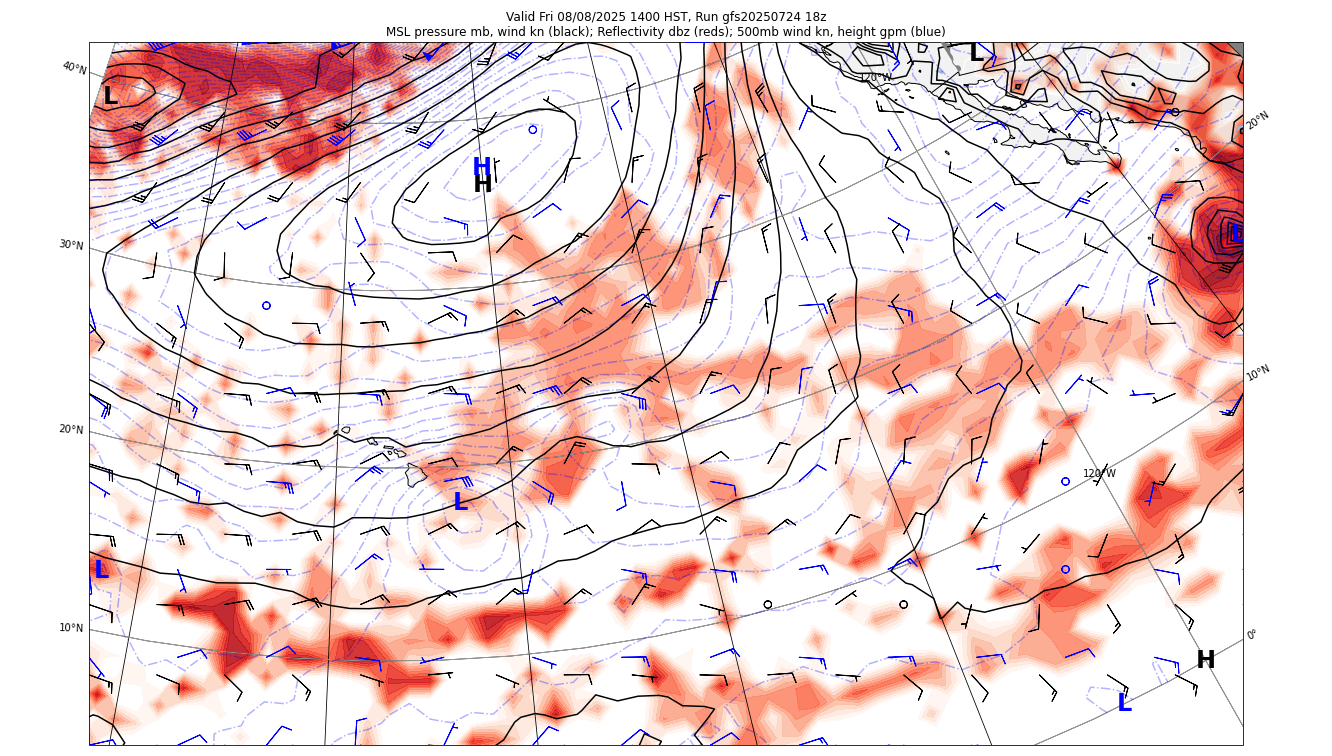 Valid Fri 08/08/2025 1400 HST, Run gfs20250724 18z
MSL pressure mb, wind kn (black); Reflectivity dbz (reds); 500mb wind kn, height gpm (blue)
L
40°N
120°W
L
20°N
H
H
L
30°N
10°N
20°N
120°W
L
L
10°N
0°
H
L